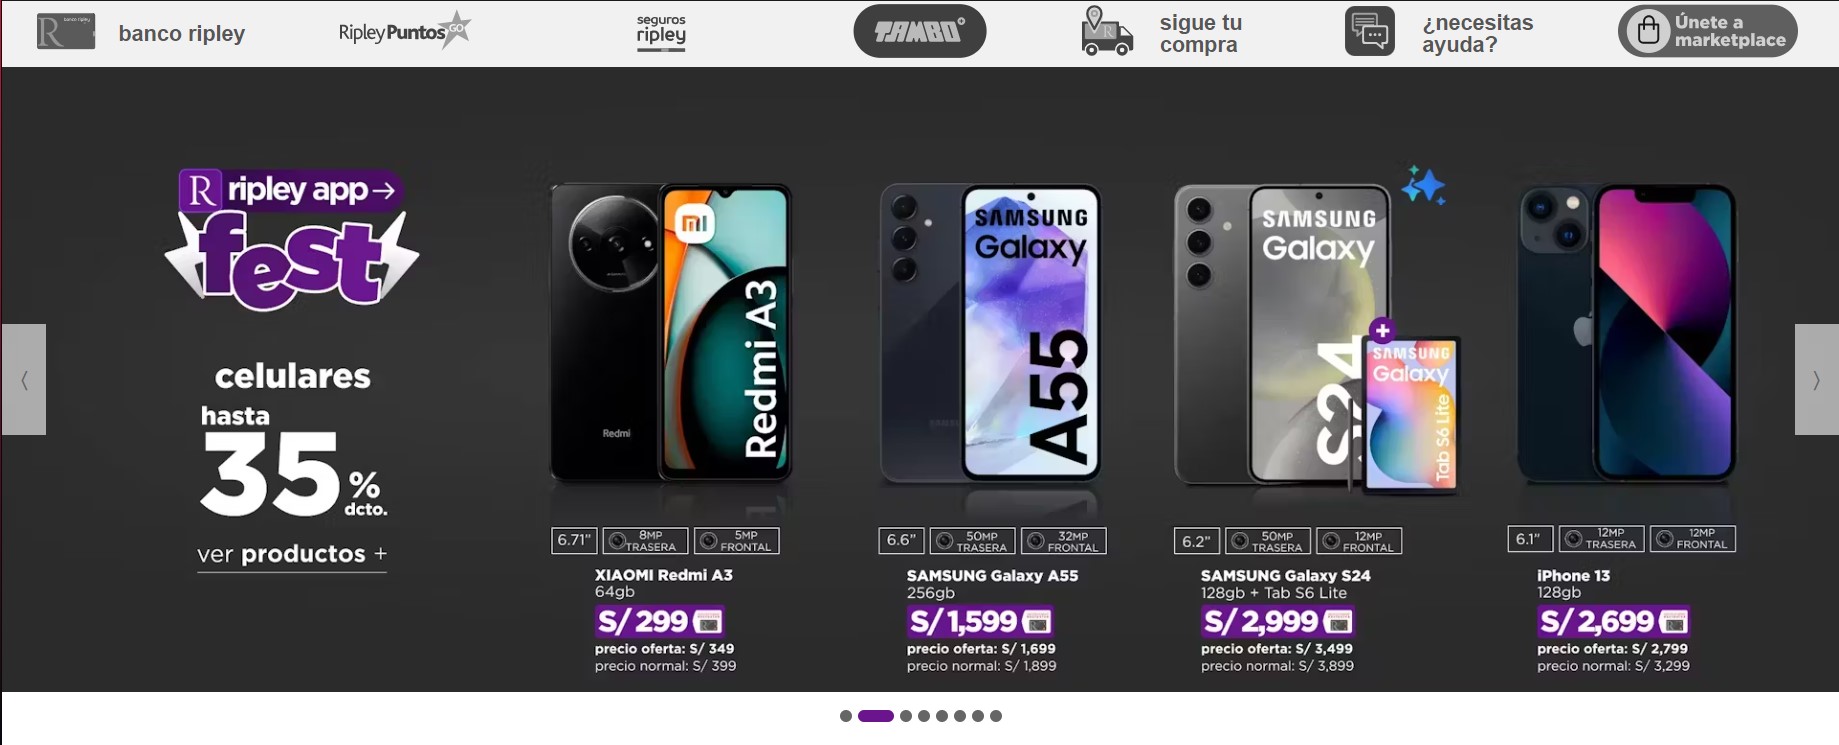 banco ripley
R
banco ripley
RipleyPuntos GO
seguros
ripley
TAMBO+
R
sigue tu
compra
¿necesitas
ayuda?
Únete a
marketplace
R ripley app→
fest
celulares
hasta
35%
dcto.
ver productos +
Redmi
mi
Redmi A3
6.71”
8MP
TRASERA
5MP
FRONTAL
XIAOMI Redmi A3
64gb
S/ 299
precio oferta: S/ 349
precio normal: S/ 399
SAMSUNG
Galaxy
A55
6.6”
50MP
TRASERA
32MP
FRONTAL
SAMSUNG Galaxy A55
256gb
S/ 1,599
precio oferta: S/ 1,699
precio normal: S/ 1,899
SAMSUNG
Galaxy
S24
+
SAMSUNG
Galaxy
Tab S6 Lite
6.2”
50MP
TRASERA
12MP
FRONTAL
SAMSUNG Galaxy S24
128gb + Tab S6 Lite
S/ 2,999
precio oferta: S/ 3,499
precio normal: S/ 3,899
6.1”
12MP
TRASERA
12MP
FRONTAL
iPhone 13
128gb
S/ 2,699
precio oferta: S/ 2,799
precio normal: S/ 3,299